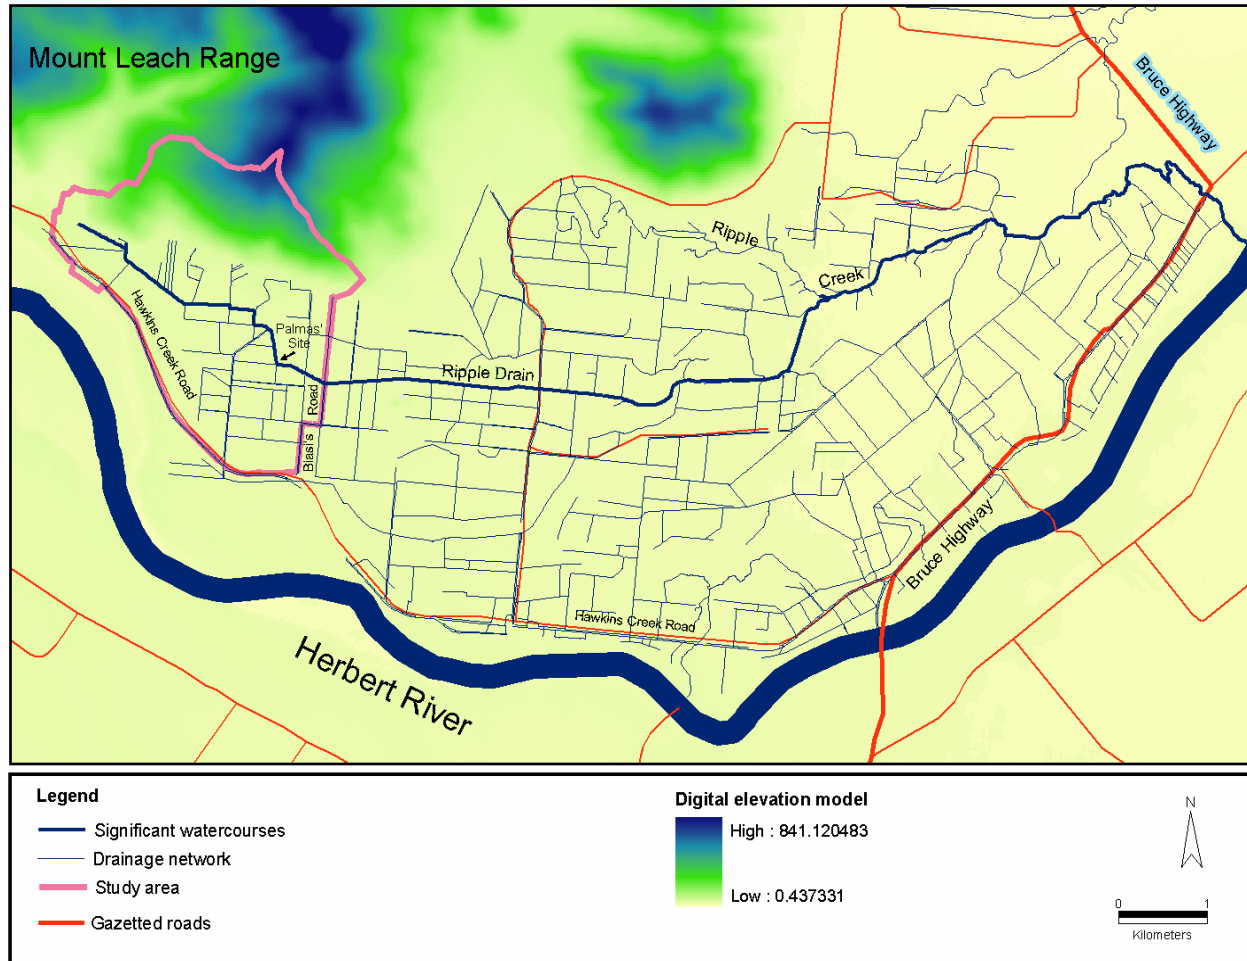 Mount Leach Range
Bruce Highway
Ripple
Creek
Hawkins Creek Road
Palmas'
Site
Ripple Drain
Biasi's Road
Bruce Highway
Hawkins Creek Road
Herbert River
Legend
Significant watercourses
Drainage network
Study area
Gazetted roads
Digital elevation model
High : 841.120483
Low : 0.437331
N
0 1
Kilometers